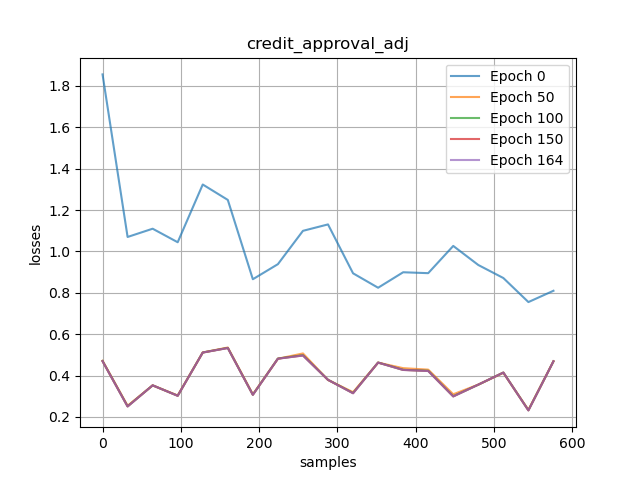 credit_approval_adj
Epoch 0
Epoch 50
Epoch 100
Epoch 150
Epoch 164
1.8
1.6
1.4
1.2
1.0
0.8
0.6
0.4
0.2
losses
0 100 200 300 400 500 600
samples